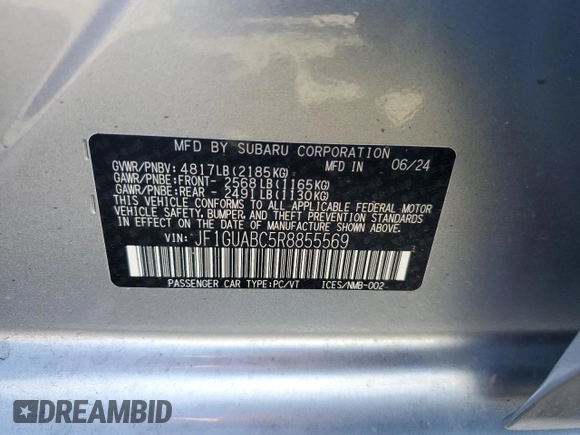 MFD BY SUBARU CORPORATION
GVWR/PNBV: 4817LB(2185KG) MFD IN 06/24
GAWR/PNBE:FRONT- 2568LB(1165KG)
GAWR/PNBE:REAR - 2491LB(1130KG)
THIS VEHICLE CONFORMS TO ALL APPLICABLE FEDERAL MOTOR
VEHICLE SAFETY, BUMPER, AND THEFT PREVENTION STANDARDS
IN EFFECT ON THE DATE OF MANUFACTURE SHOWN ABOVE.
VIN: JF1GUABC5R8855569
PASSENGER CAR TYPE:PC/VT ICES/NMB-002
DREAMBID